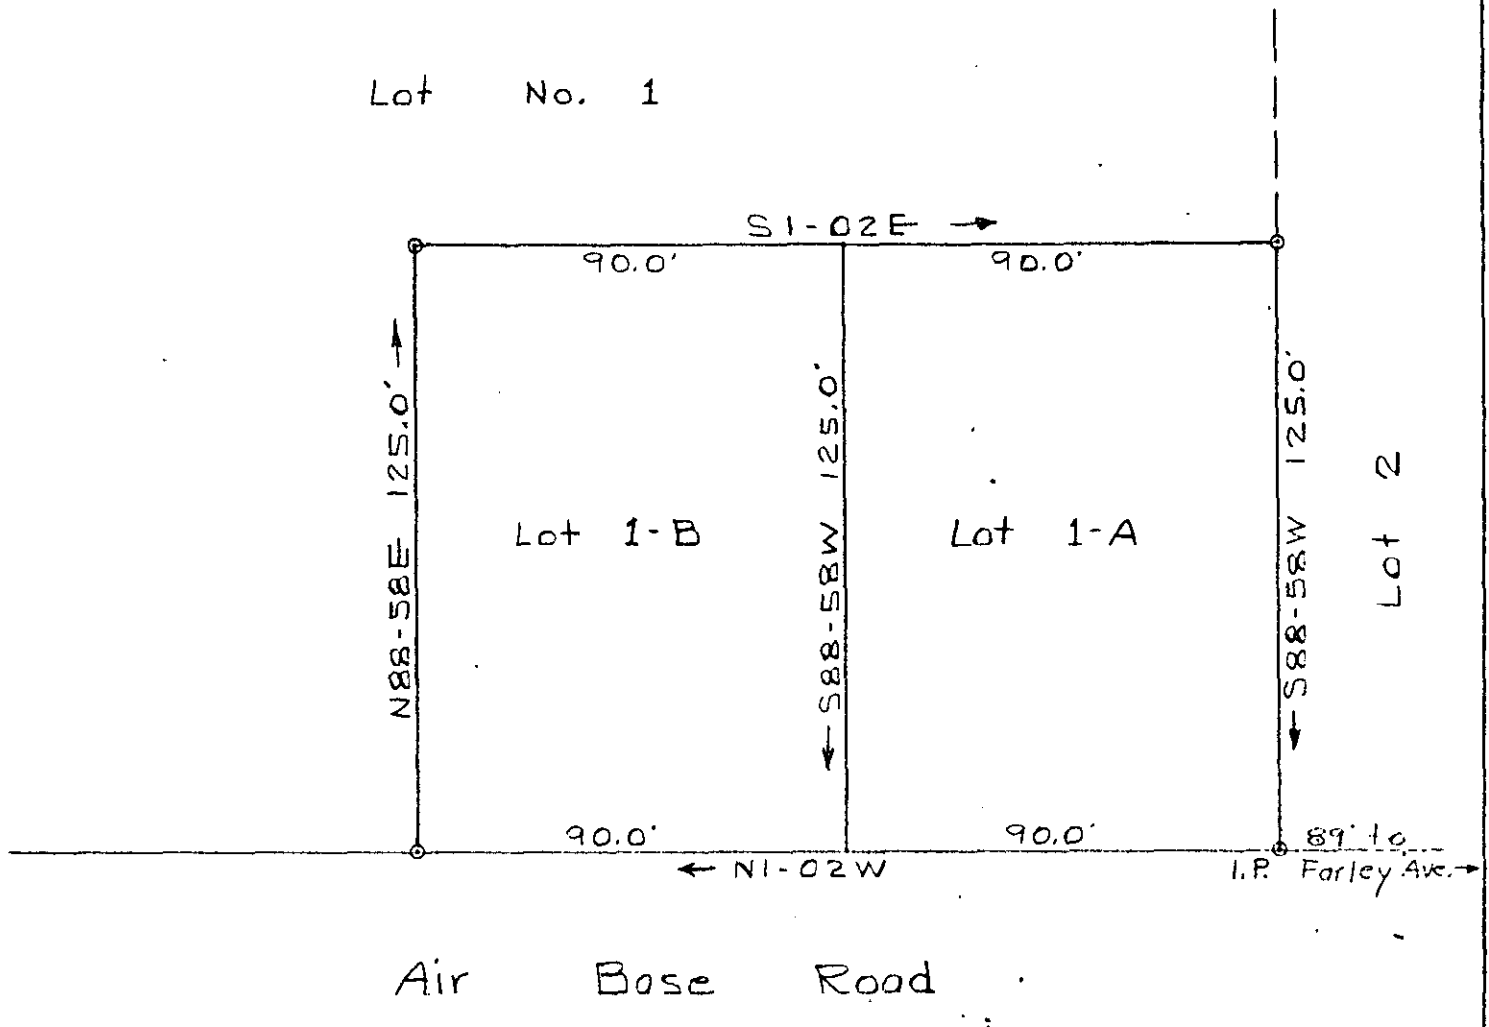 Lot No. 1
S1-02E
90.0'
90.0'
N88-58E 125.0'
Lot 1-B
S88-58W 125.0'
Lot 1-A
S88-58W 125.0'
Lot 2
90.0'
90.0'
89' to
N1-02W
I.P. Farley Ave.
Air Base Road